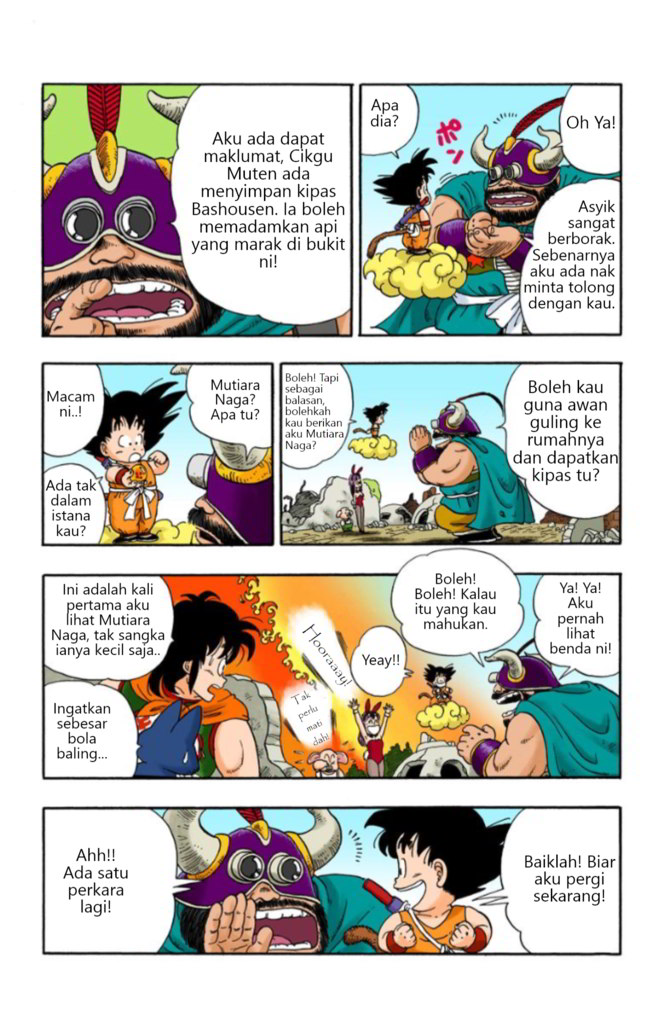 Oh Ya!
Asyik
sangat
berborak.
Sebenarnya
aku ada nak
minta tolong
dengan kau.
ポン
Apa
dia?
Aku ada dapat
maklumat, Cikgu
Muten ada
menyimpan kipas
Bashousen. Ia boleh
memadamkan api
yang marak di bukit
ni!
Boleh kau
guna awan
guling ke
rumahnya
dan dapatkan
kipas tu?
Boleh! Tapi
sebagai
balasan,
bolehkah
kau berikan
aku Mutiara
Naga?
Mutiara
Naga?
Apa tu?
Macam
ni..!
Ada tak
dalam
istana
kau?
Ya! Ya!
Aku
pernah
lihat
benda ni!
Boleh!
Boleh! Kalau
itu yang kau
mahukan.
Yeay!!
Hooraaay!
Tak
perlu
mati
dah!
Ini adalah kali
pertama aku
lihat Mutiara
Naga, tak sangka
ianya kecil saja..
Ingatkan
sebesar
bola
baling...
Baiklah! Biar
aku pergi
sekarang!
Ahh!!
Ada satu
perkara
lagi!